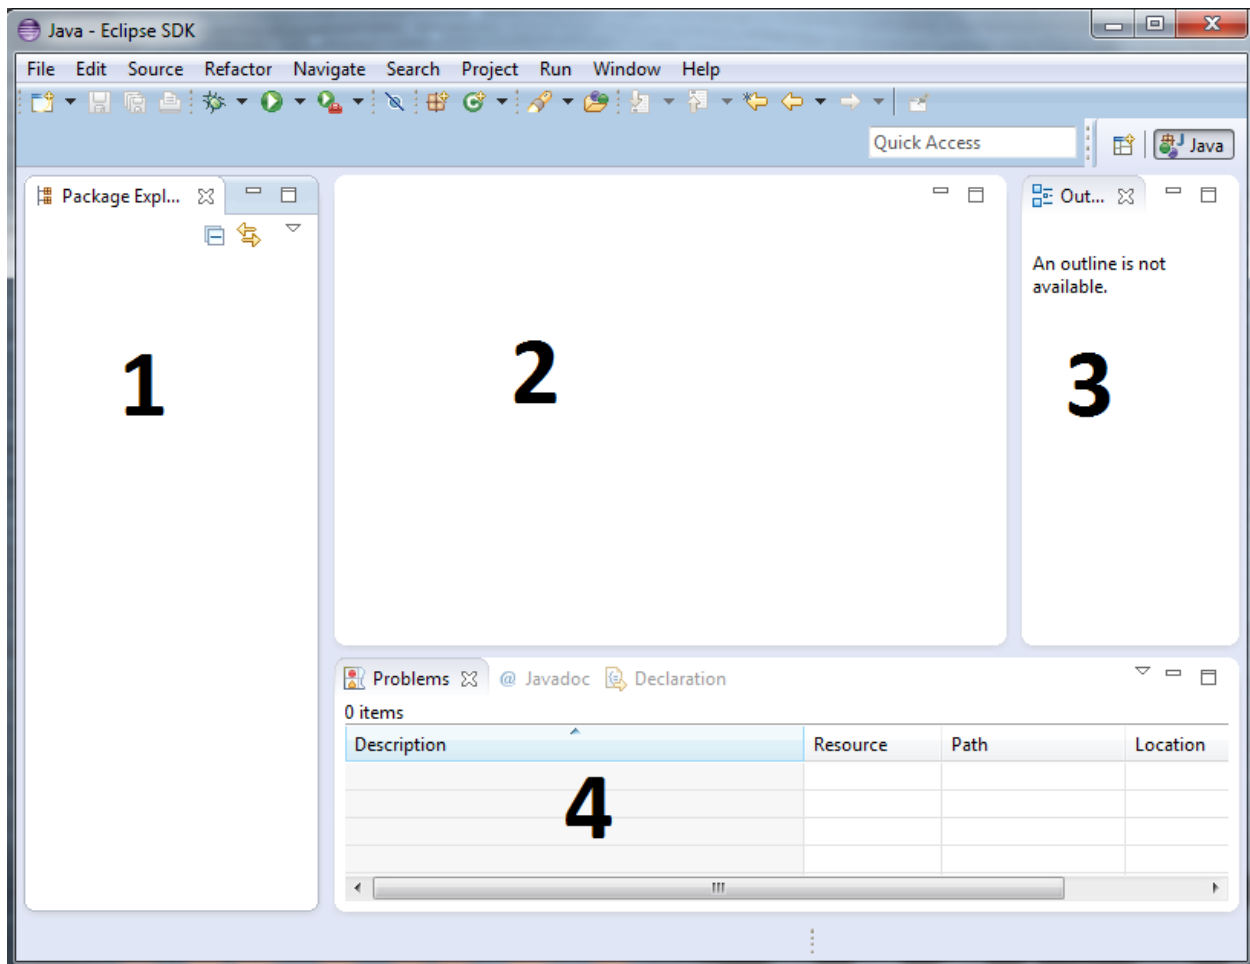 Java - Eclipse SDK
File Edit Source Refactor Navigate Search Project Run Window Help
Quick Access
Java
Package Expl...
Out...
An outline is not
available.
1
2
3
Problems @ Javadoc Declaration
0 items
Description Resource Path Location
4